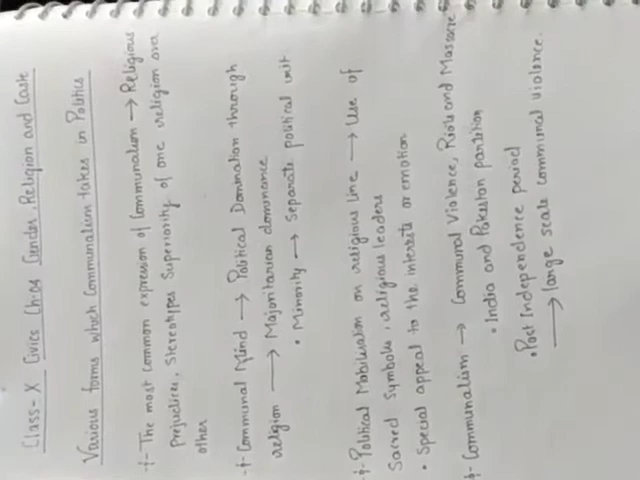 Class- X Civics Ch:04 Gender, Religion and Caste
Various forms which Communalism takes in Politics
-|- The most common expression of Communalism → Religious
Prejudices, Stereotypes Superiority of one religion over
other
-|- Communal Mind → Political Domination through
religion ⟶ Majoritarian dominance
• Minority → Separate political unit
-|- Political Mobilisation on religious line → Use of
Sacred Symbols, religious leaders
• Special appeal to the interests or emotion
-|- Communalism → Communal Violence, Riots and Massacre
• India and Pakistan partition
• Post Independence period
⟶ large scale communal violence.